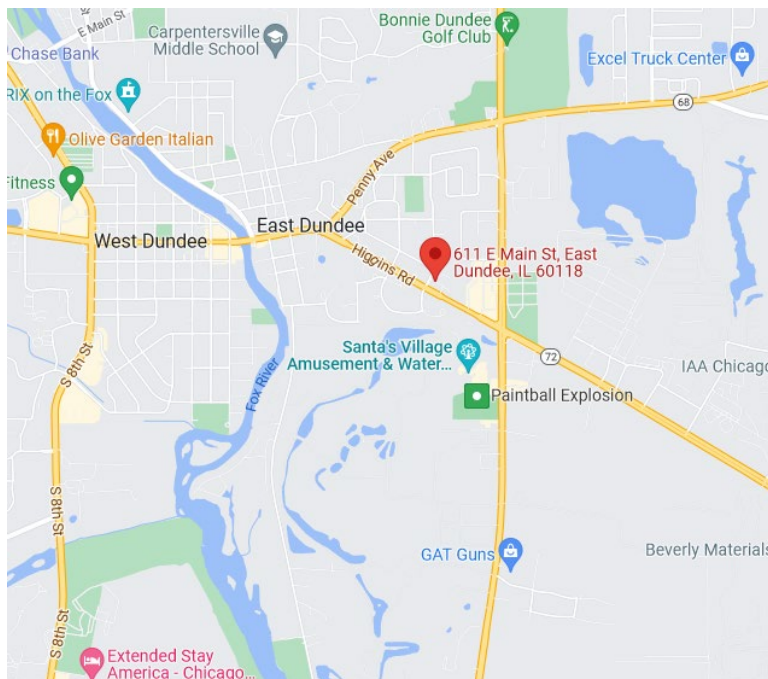 E Main St
Chase Bank
Carpentersville
Middle School
Bonnie Dundee
Golf Club
Excel Truck Center
RIX on the Fox
68
Olive Garden Italian
Penny Ave
Fitness
West Dundee
East Dundee
Higgins Rd
611 E Main St, East
Dundee, IL 60118
S 8th St
Fox River
Santa's Village
Amusement & Water...
72
IAA Chicago
Paintball Explosion
S 8th St
GAT Guns
Beverly Materials
S 8th St
Extended Stay
America - Chicago...